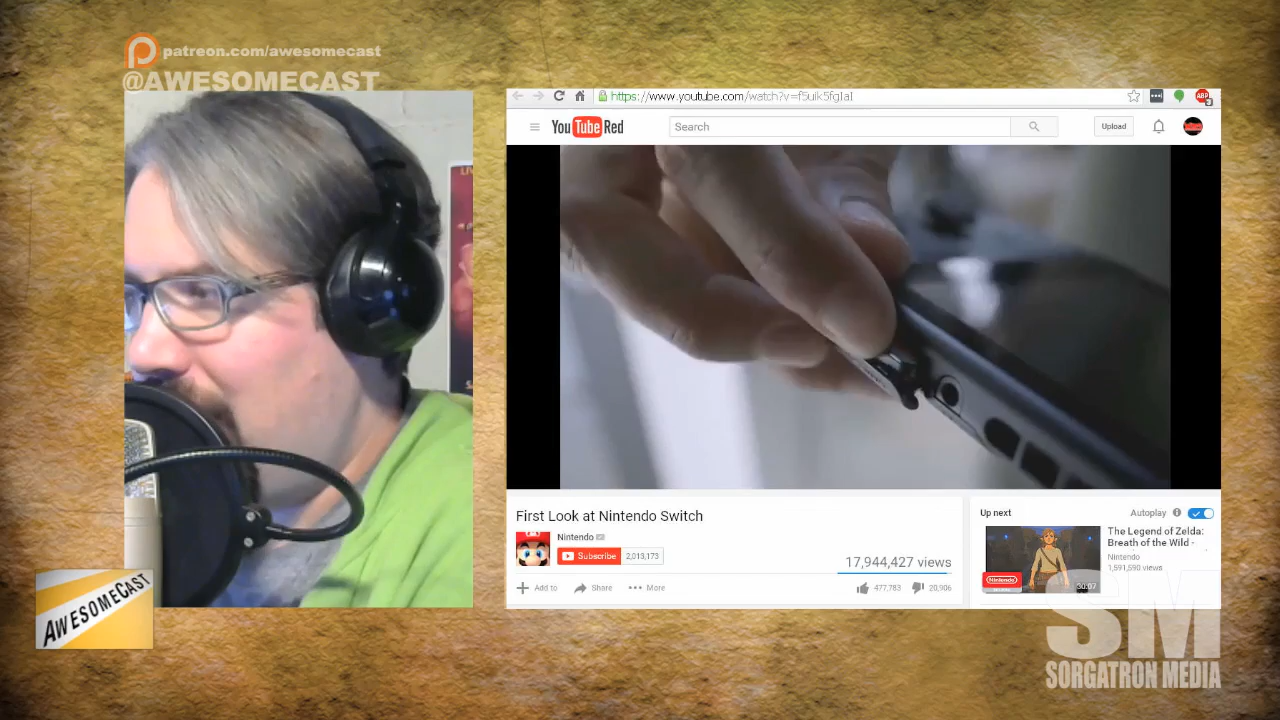 patreon.com/awesomecast
@AWESOMECAST
https://www.youtube.com/watch?v=f5uik5fgIaI
ABP
YouTube Red
Search
Upload
First Look at Nintendo Switch
Nintendo
Subscribe 2,013,173
17,944,427 views
Add to Share More
477,783 20,906
Up next Autoplay
The Legend of Zelda:
Breath of the Wild -
Nintendo
1,591,590 views
Nintendo
AWESOMECAST
SM
SORGATRON MEDIA